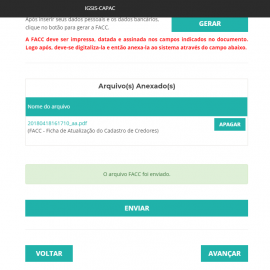 IGSIS-CAPAC
Após inserir seus dados pessoais e os dados bancários,
clique no botão para gerar a FACC.
GERAR
A FACC deve ser impressa, datada e assinada nos campos indicados no documento.
Logo após, deve-se digitaliza-la e então anexa-la ao sistema através do campo abaixo.
Arquivo(s) Anexado(s)
Nome do arquivo
20180418161710_aa.pdf
(FACC - Ficha de Atualização do Cadastro de Credores)
APAGAR
O arquivo FACC foi enviado.
ENVIAR
VOLTAR
AVANÇAR